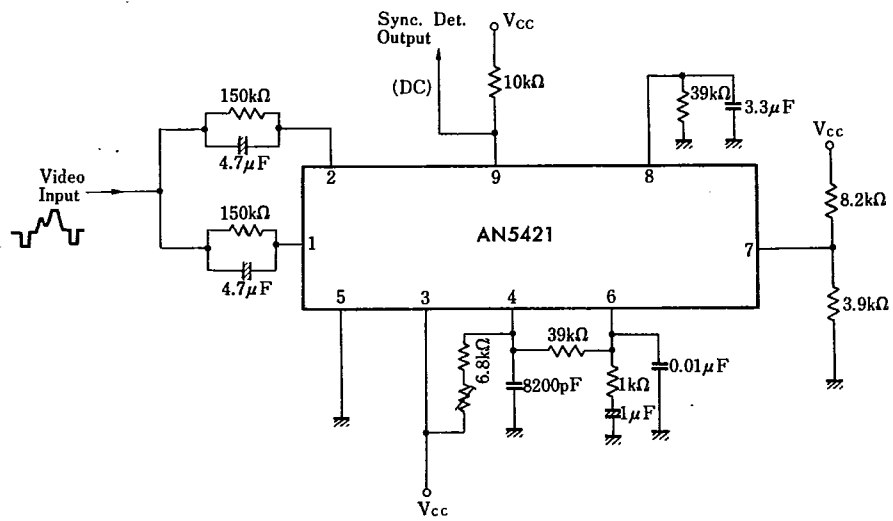 Sync. Det.
Output
VCC
(DC)
10kΩ
39kΩ
3.3μF
150kΩ
4.7μF
VCC
Video
Input
2
9
8
8.2kΩ
150kΩ
4.7μF
1
AN5421
7
3.9kΩ
5
3
4
6
6.8kΩ
39kΩ
8200pF
1kΩ
0.01μF
1μF
VCC